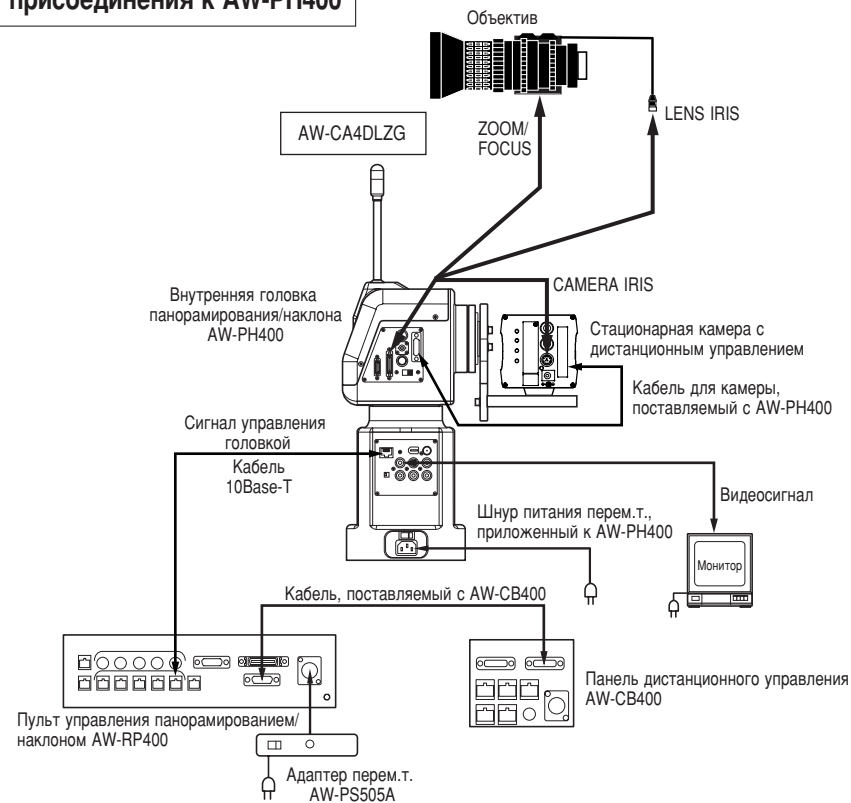 присоединения к AW-PH400
Объектив
LENS IRIS
ZOOM/
FOCUS
AW-CA4DLZG
CAMERA IRIS
Внутренняя головка
панорамирования/наклона
AW-PH400
Стационарная камера с
дистанционным управлением
Кабель для камеры,
поставляемый с AW-PH400
Сигнал управления
головкой
Кабель
10Base-T
Видеосигнал
Шнур питания перем.т.,
приложенный к AW-PH400
Монитор
Кабель, поставляемый с AW-CB400
Панель дистанционного управления
AW-CB400
Пульт управления панорамированием/
наклоном AW-RP400
Адаптер перем.т.
AW-PS505A